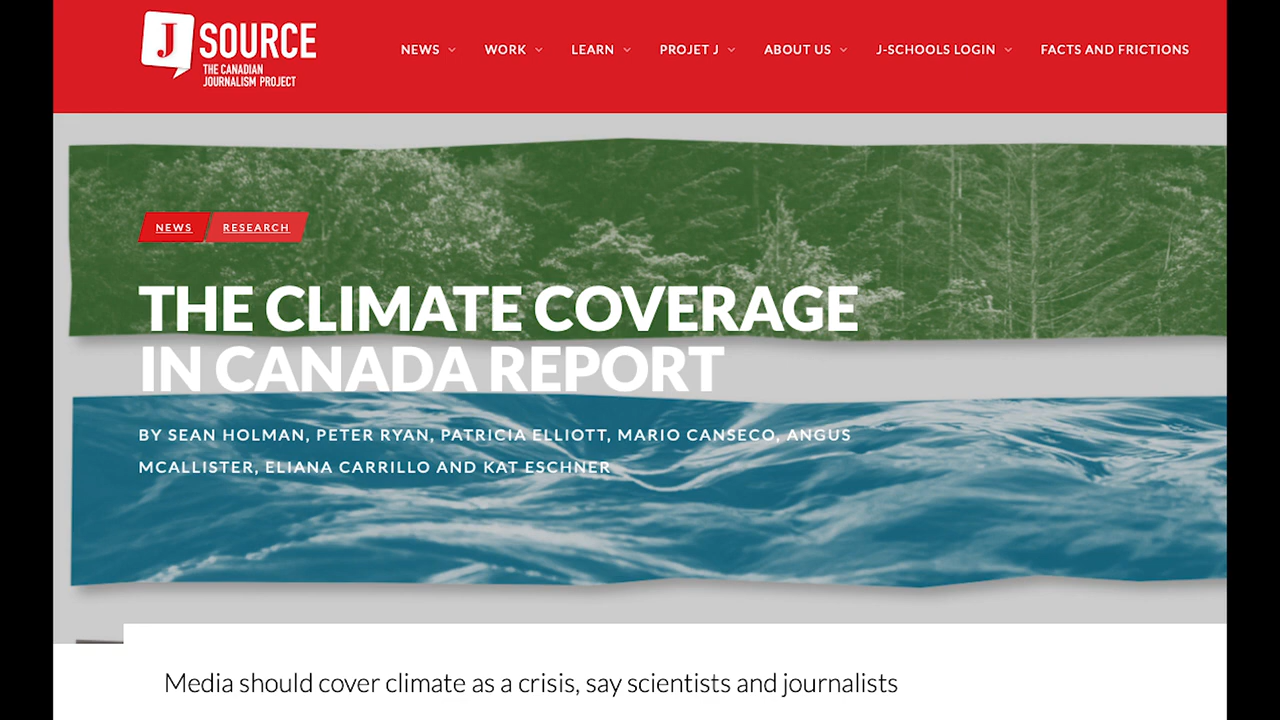 J SOURCE
THE CANADIAN
JOURNALISM PROJECT
NEWS WORK LEARN PROJET J ABOUT US J-SCHOOLS LOGIN FACTS AND FRICTIONS
NEWS RESEARCH
THE CLIMATE COVERAGE
IN CANADA REPORT
BY SEAN HOLMAN, PETER RYAN, PATRICIA ELLIOTT, MARIO CANSECO, ANGUS
MCALLISTER, ELIANA CARRILLO AND KAT ESCHNER
Media should cover climate as a crisis, say scientists and journalists